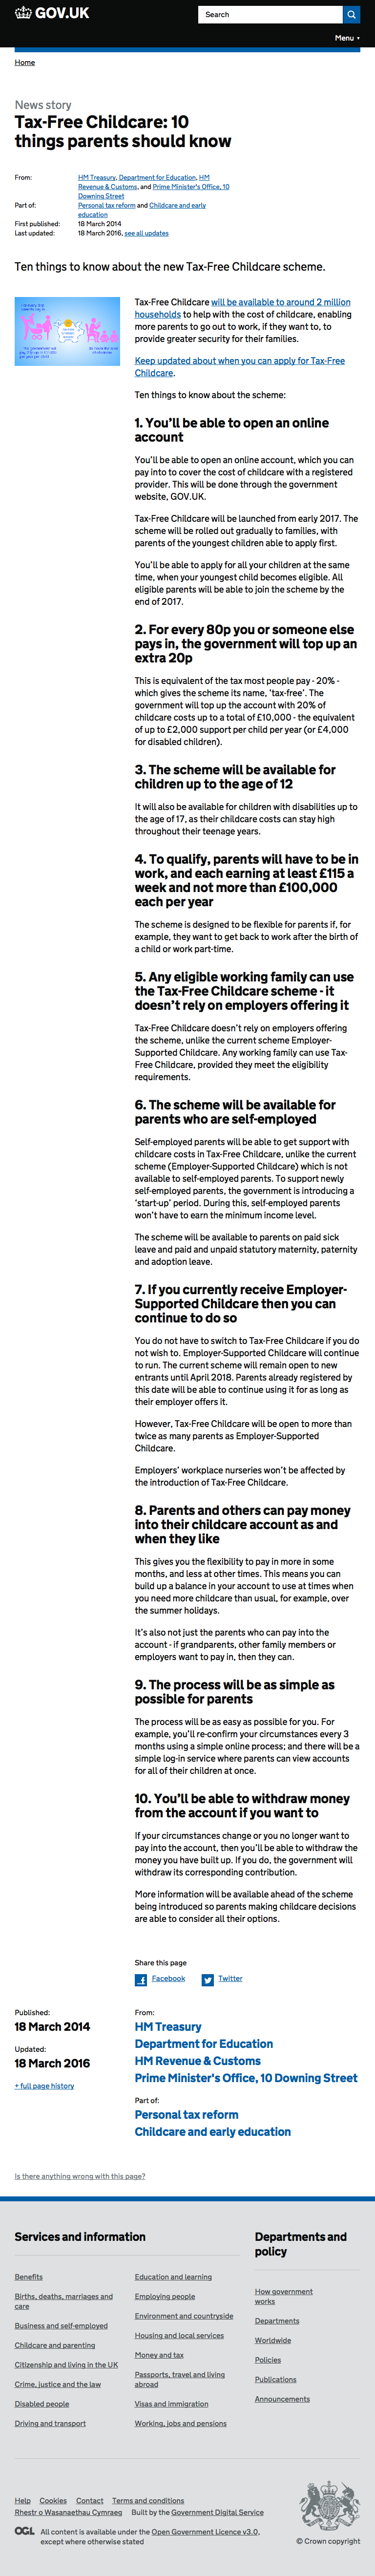 GOV.UK
Search
Menu
Home
News story
Tax-Free Childcare: 10
things parents should know
From:
HM Treasury, Department for Education, HM
Revenue & Customs, and Prime Minister's Office, 10
Downing Street
Part of:
Personal tax reform and Childcare and early
education
First published:
18 March 2014
Last updated:
18 March 2016, see all updates
Ten things to know about the new Tax-Free Childcare scheme.
Tax-Free Childcare will be available to around 2 million
households to help with the cost of childcare, enabling
more parents to go out to work, if they want to, to
provide greater security for their families.
Keep updated about when you can apply for Tax-Free
Childcare.
Ten things to know about the scheme:
1. You'll be able to open an online
account
You'll be able to open an online account, which you can
pay into to cover the cost of childcare with a registered
provider. This will be done through the government
website, GOV.UK.
Tax-Free Childcare will be launched from early 2017. The
scheme will be rolled out gradually to families, with
parents of the youngest children able to apply first.
You'll be able to apply for all your children at the same
time, when your youngest child becomes eligible. All
eligible parents will be able to join the scheme by the
end of 2017.
2. For every 80p you or someone else
pays in, the government will top up an
extra 20p
This is equivalent of the tax most people pay - 20% -
which gives the scheme its name, 'tax-free'. The
government will top up the account with 20% of
childcare costs up to a total of £10,000 - the equivalent
of up to £2,000 support per child per year (or £4,000
for disabled children).
3. The scheme will be available for
children up to the age of 12
It will also be available for children with disabilities up to
the age of 17, as their childcare costs can stay high
throughout their teenage years.
4. To qualify, parents will have to be in
work, and each earning at least £115 a
week and not more than £100,000
each per year
The scheme is designed to be flexible for parents if, for
example, they want to get back to work after the birth of
a child or work part-time.
5. Any eligible working family can use
the Tax-Free Childcare scheme - it
doesn't rely on employers offering it
Tax-Free Childcare doesn't rely on employers offering
the scheme, unlike the current scheme Employer-
Supported Childcare. Any working family can use Tax-
Free Childcare, provided they meet the eligibility
requirements.
6. The scheme will be available for
parents who are self-employed
Self-employed parents will be able to get support with
childcare costs in Tax-Free Childcare, unlike the current
scheme (Employer-Supported Childcare) which is not
available to self-employed parents. To support newly
self-employed parents, the government is introducing a
'start-up' period. During this, self-employed parents
won't have to earn the minimum income level.
The scheme will be available to parents on paid sick
leave and paid and unpaid statutory maternity, paternity
and adoption leave.
7. If you currently receive Employer-
Supported Childcare then you can
continue to do so
You do not have to switch to Tax-Free Childcare if you do
not wish to. Employer-Supported Childcare will continue
to run. The current scheme will remain open to new
entrants until April 2018. Parents already registered by
this date will be able to continue using it for as long as
their employer offers it.
However, Tax-Free Childcare will be open to more than
twice as many parents as Employer-Supported
Childcare.
Employers' workplace nurseries won't be affected by
the introduction of Tax-Free Childcare.
8. Parents and others can pay money
into their childcare account as and
when they like
This gives you the flexibility to pay in more in some
months, and less at other times. This means you can
build up a balance in your account to use at times when
you need more childcare than usual, for example, over
the summer holidays.
It's also not just the parents who can pay into the
account - if grandparents, other family members or
employers want to pay in, then they can.
9. The process will be as simple as
possible for parents
The process will be as easy as possible for you. For
example, you'll re-confirm your circumstances every 3
months using a simple online process; and there will be a
simple log-in service where parents can view accounts
for all of their children at once.
10. You'll be able to withdraw money
from the account if you want to
If your circumstances change or you no longer want to
pay into the account, then you'll be able to withdraw the
money you have built up. If you do, the government will
withdraw its corresponding contribution.
More information will be available ahead of the scheme
being introduced so parents making childcare decisions
are able to consider all their options.
Share this page
Facebook
Twitter
Published:
18 March 2014
Updated:
18 March 2016
+ full page history
From:
HM Treasury
Department for Education
HM Revenue & Customs
Prime Minister's Office, 10 Downing Street
Part of:
Personal tax reform
Childcare and early education
Is there anything wrong with this page?
Services and information
Benefits
Births, deaths, marriages and
care
Business and self-employed
Childcare and parenting
Citizenship and living in the UK
Crime, justice and the law
Disabled people
Driving and transport
Education and learning
Employing people
Environment and countryside
Housing and local services
Money and tax
Passports, travel and living
abroad
Visas and immigration
Working, jobs and pensions
Departments and
policy
How government
works
Departments
Worldwide
Policies
Publications
Announcements
Help Cookies Contact Terms and conditions
Rhestr o Wasanaethau Cymraeg Built by the Government Digital Service
OGL All content is available under the Open Government Licence v3.0,
except where otherwise stated
© Crown copyright